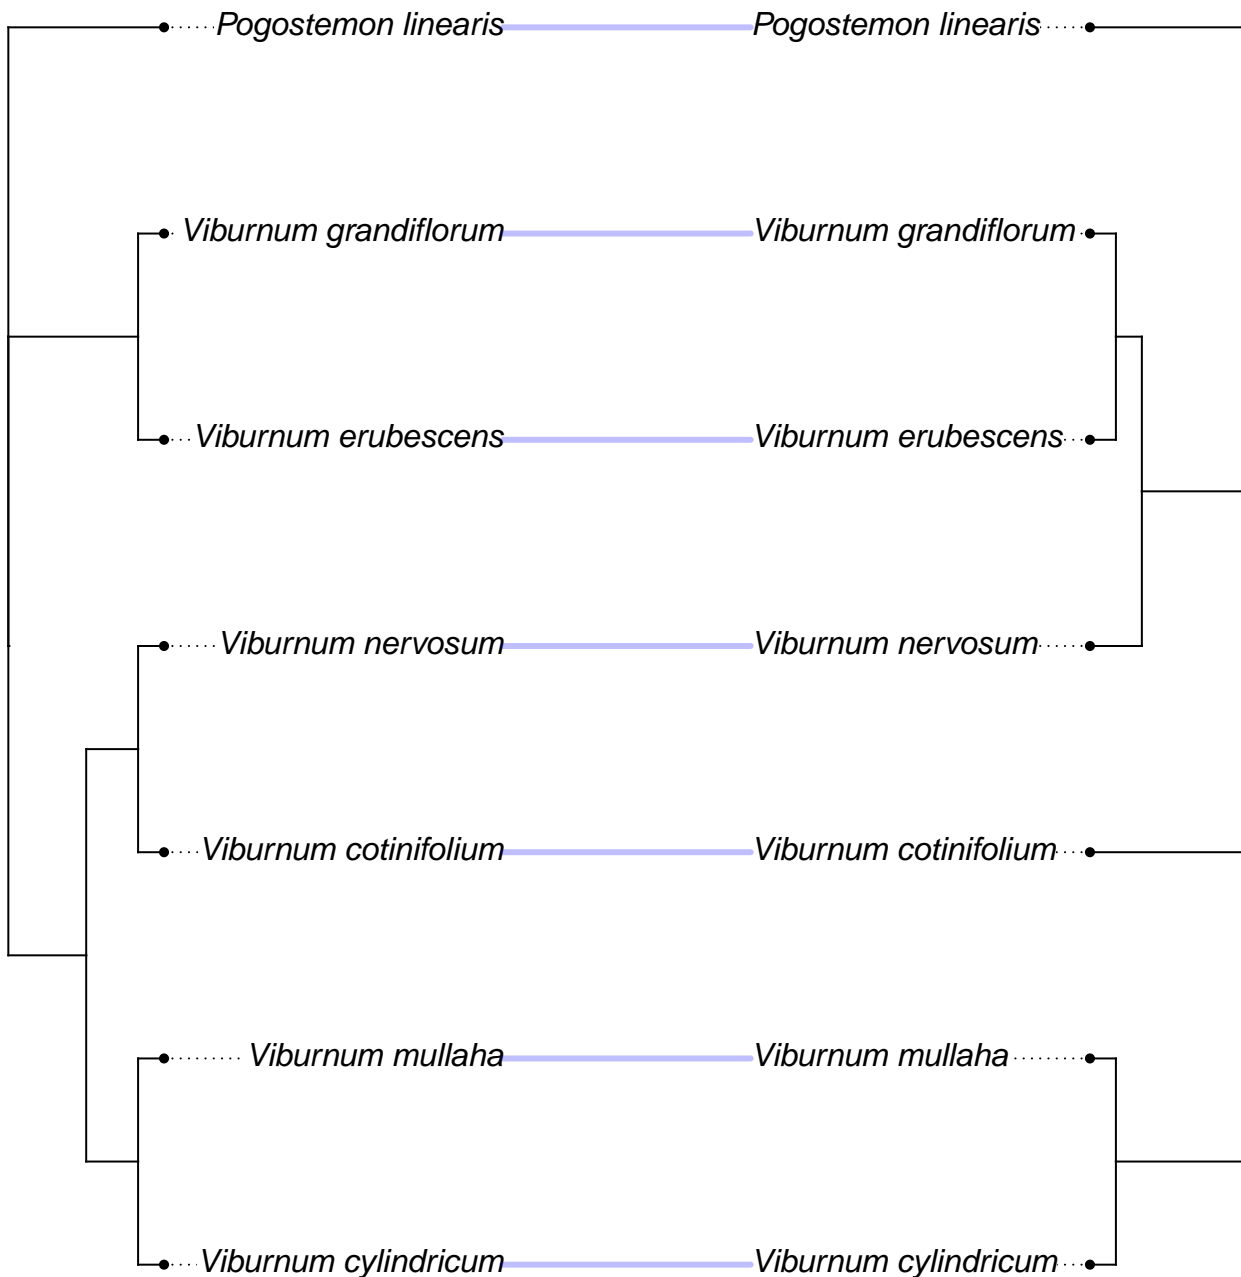 Pogostemon linearis Pogostemon linearis
Viburnum grandiflorum Viburnum grandiflorum
Viburnum erubescens Viburnum erubescens
Viburnum nervosum Viburnum nervosum
Viburnum cotinifolium Viburnum cotinifolium
Viburnum mullaha Viburnum mullaha
Viburnum cylindricum Viburnum cylindricum